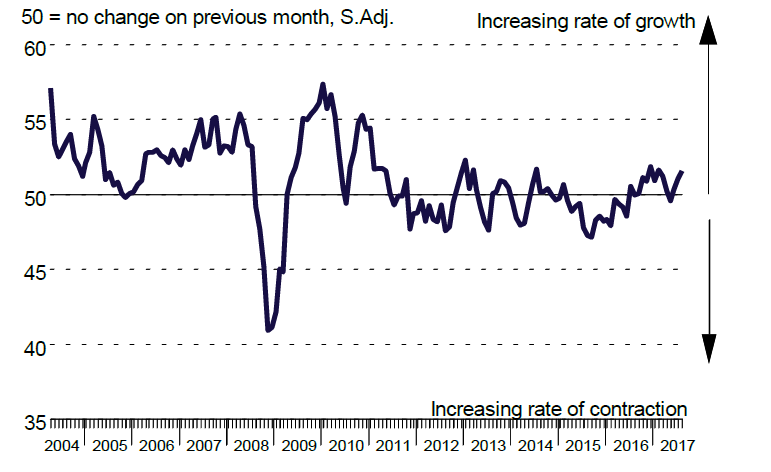 50 = no change on previous month, S.Adj.
Increasing rate of growth
60
55
50
45
40
35
Increasing rate of contraction
2004 2005 2006 2007 2008 2009 2010 2011 2012 2013 2014 2015 2016 2017